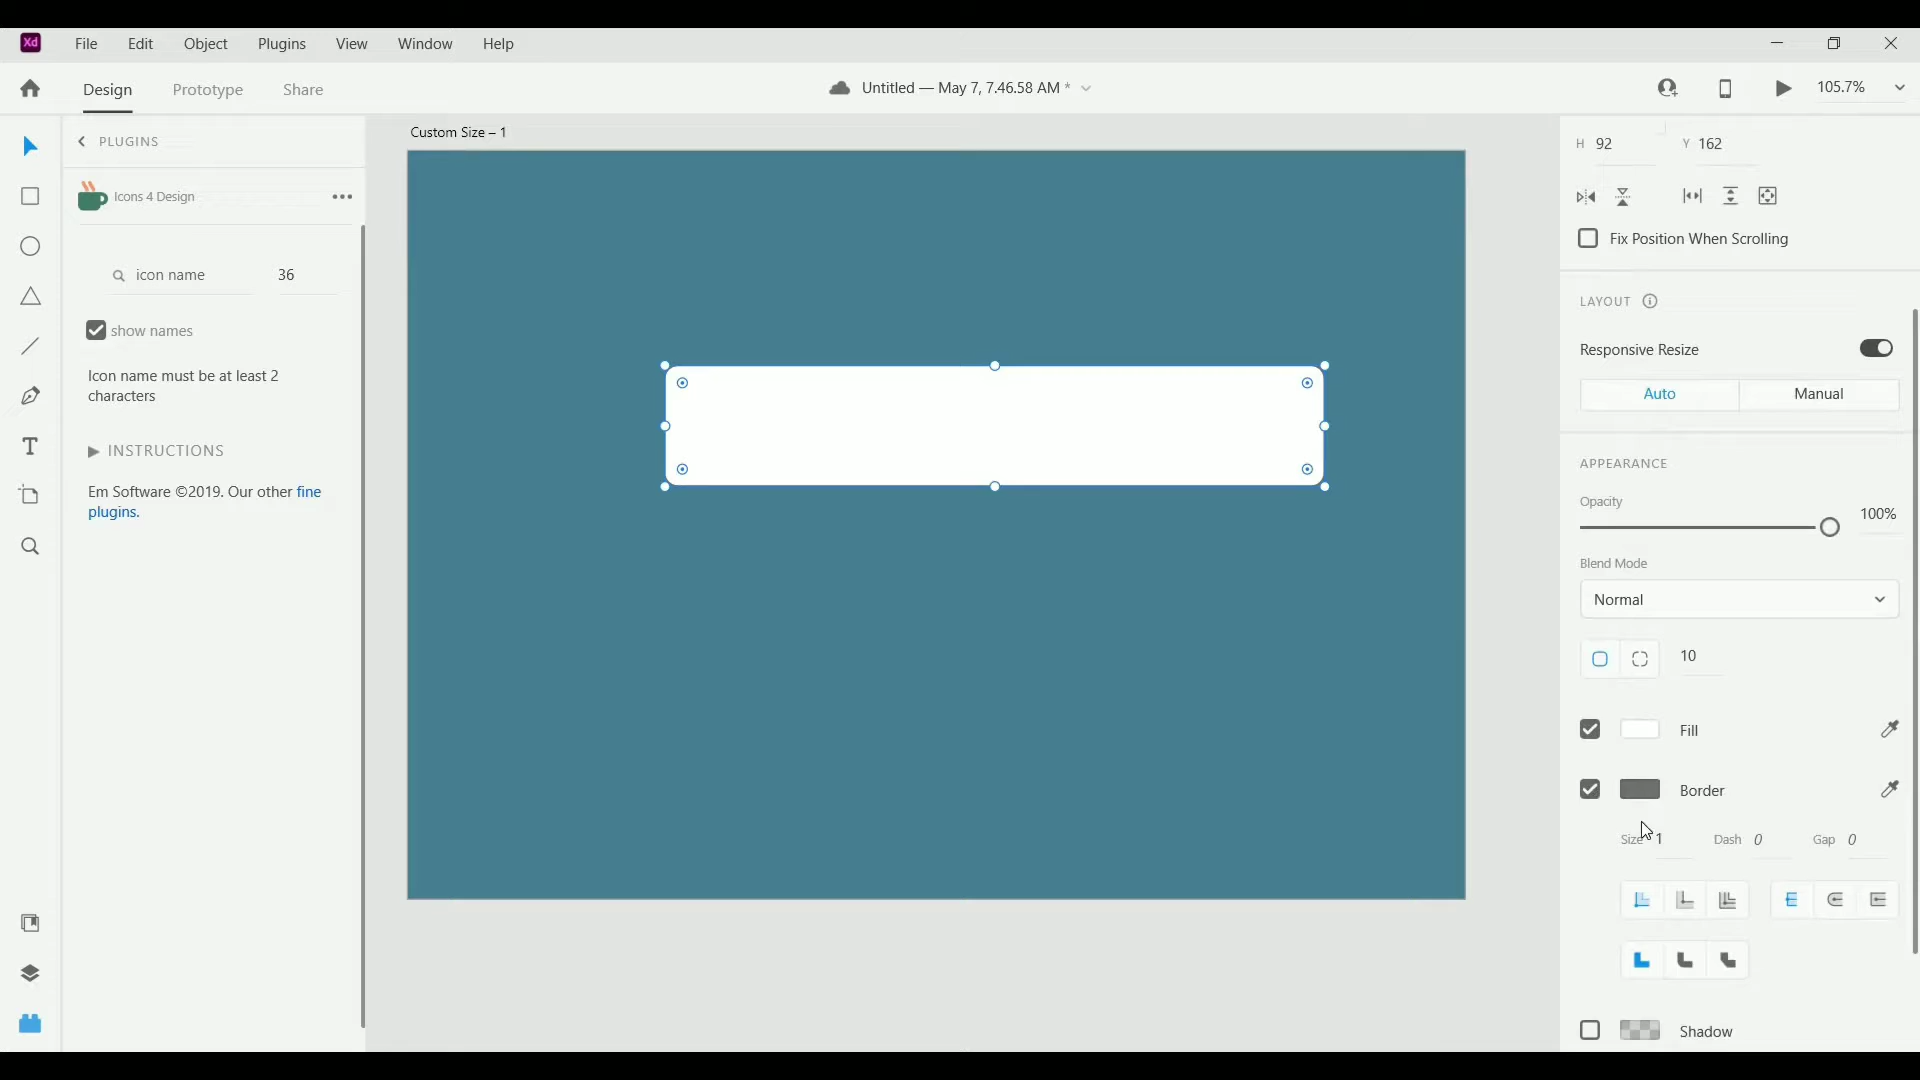 Xd File Edit Object Plugins View Window Help
Design Prototype Share Untitled — May 7, 7.46.58 AM * 105.7%
PLUGINS
Icons 4 Design
icon name 36
show names
Icon name must be at least 2
characters
INSTRUCTIONS
Em Software ©2019. Our other fine
plugins.
Custom Size – 1
H 92 Y 162
Fix Position When Scrolling
LAYOUT
Responsive Resize
Auto Manual
APPEARANCE
Opacity
100%
Blend Mode
Normal
10
Fill
Border
Size 1 Dash 0 Gap 0
Shadow